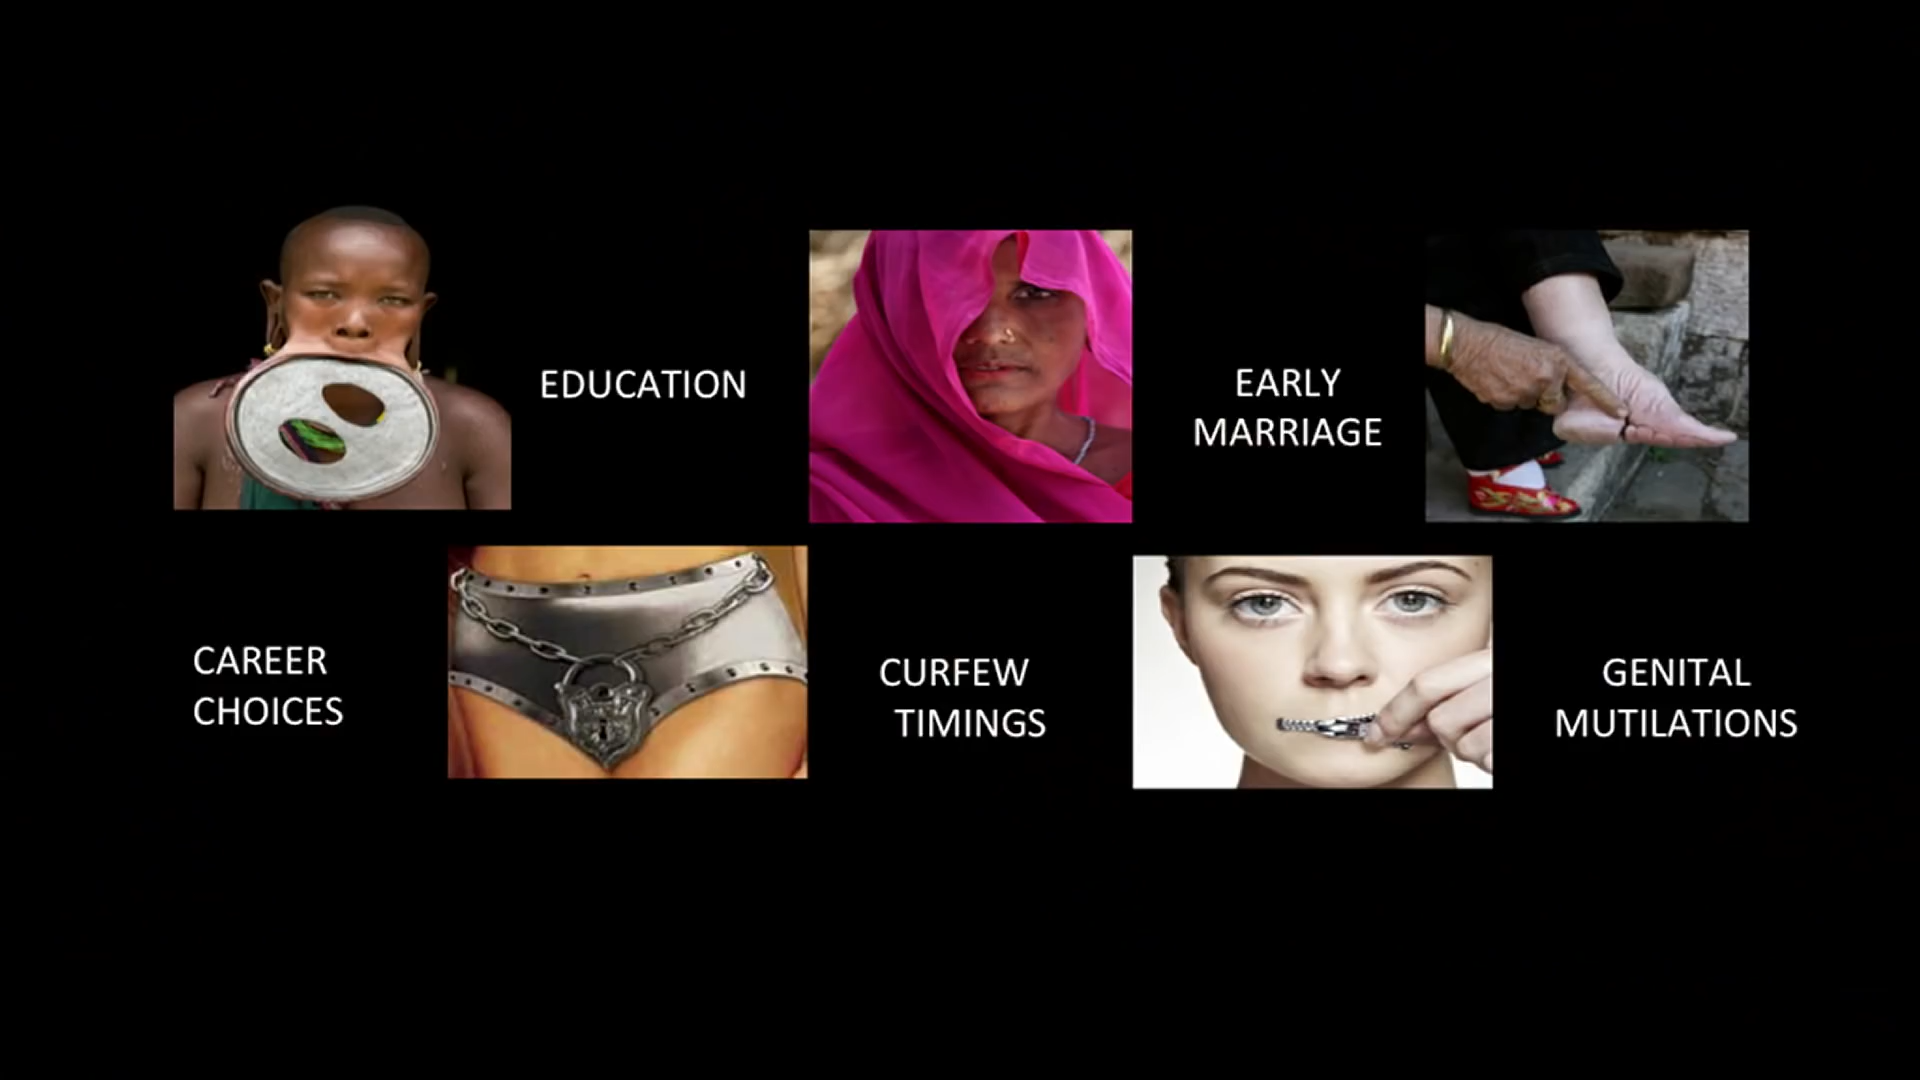 EDUCATION
EARLY
MARRIAGE
CAREER
CHOICES
CURFEW
TIMINGS
GENITAL
MUTILATIONS